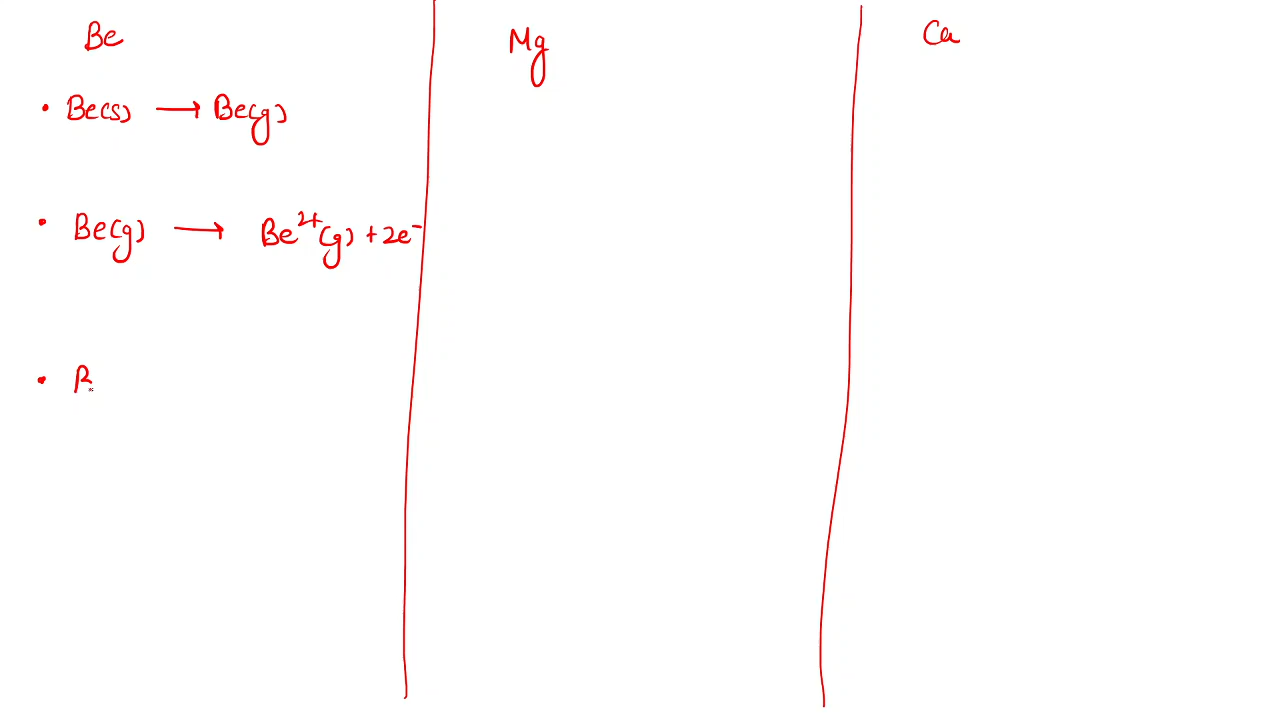 Be
Mg
Ca
• Be(s) → Be(g)
• Be(g) → Be²⁺(g) + 2e⁻
• B